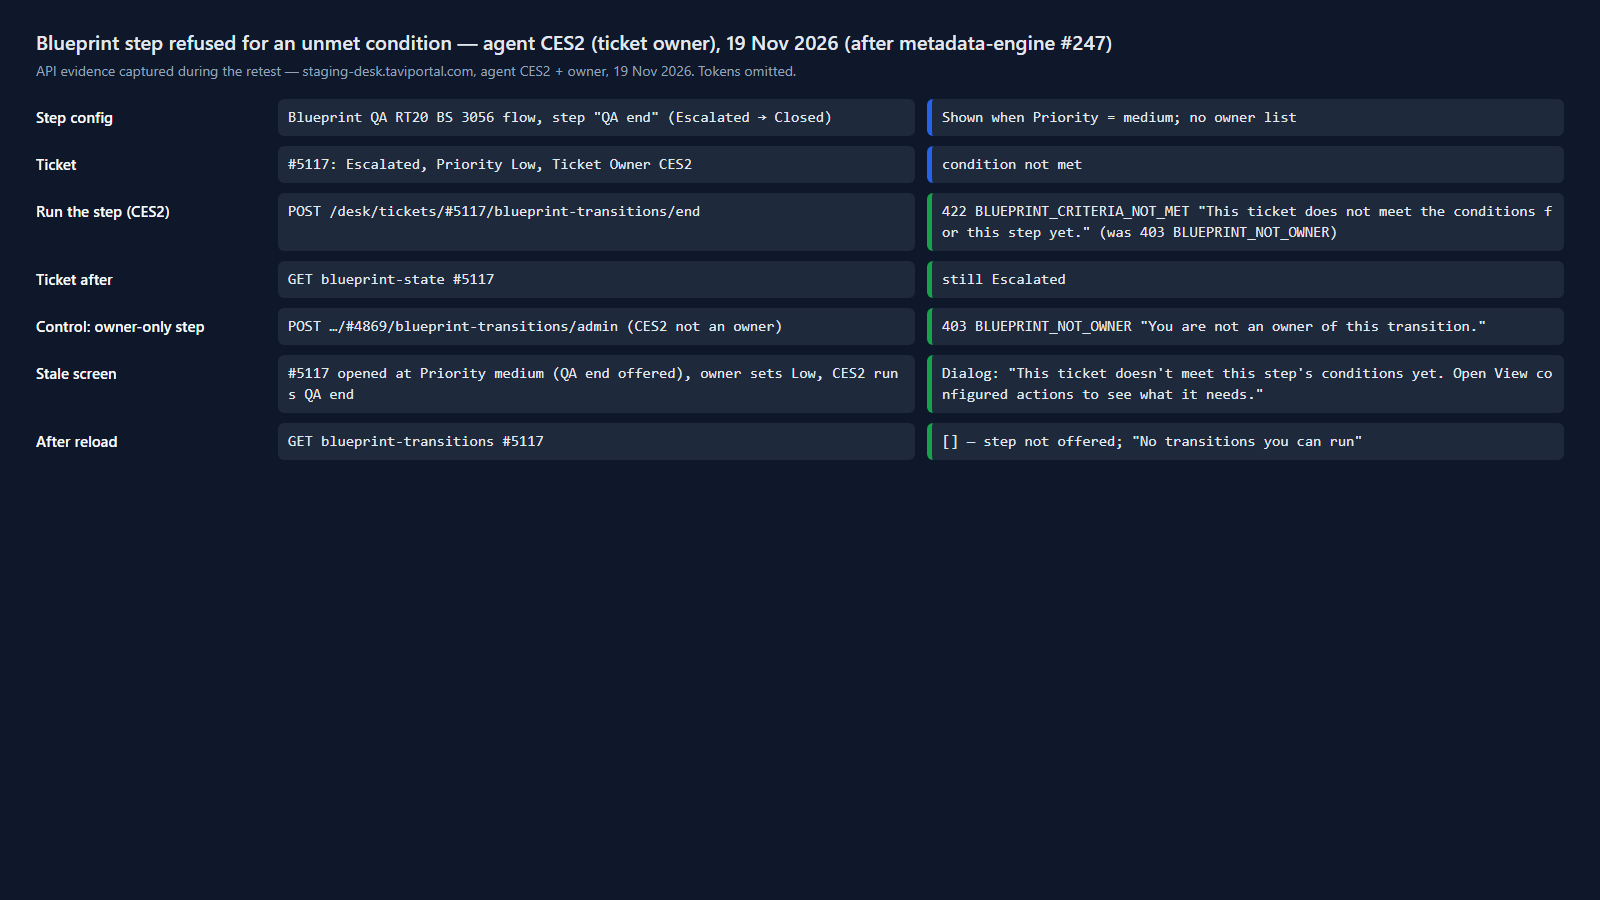 Blueprint step refused for an unmet condition — agent CES2 (ticket owner), 19 Nov 2026 (after metadata-engine #247)
API evidence captured during the retest — staging-desk.taviportal.com, agent CES2 + owner, 19 Nov 2026. Tokens omitted.
Step config
Blueprint QA RT20 BS 3056 flow, step "QA end" (Escalated → Closed)
Shown when Priority = medium; no owner list
Ticket
#5117: Escalated, Priority Low, Ticket Owner CES2
condition not met
Run the step (CES2)
POST /desk/tickets/#5117/blueprint-transitions/end
422 BLUEPRINT_CRITERIA_NOT_MET "This ticket does not meet the conditions f
or this step yet." (was 403 BLUEPRINT_NOT_OWNER)
Ticket after
GET blueprint-state #5117
still Escalated
Control: owner-only step
POST …/#4869/blueprint-transitions/admin (CES2 not an owner)
403 BLUEPRINT_NOT_OWNER "You are not an owner of this transition."
Stale screen
#5117 opened at Priority medium (QA end offered), owner sets Low, CES2 run
s QA end
Dialog: "This ticket doesn't meet this step's conditions yet. Open View co
nfigured actions to see what it needs."
After reload
GET blueprint-transitions #5117
[] — step not offered; "No transitions you can run"